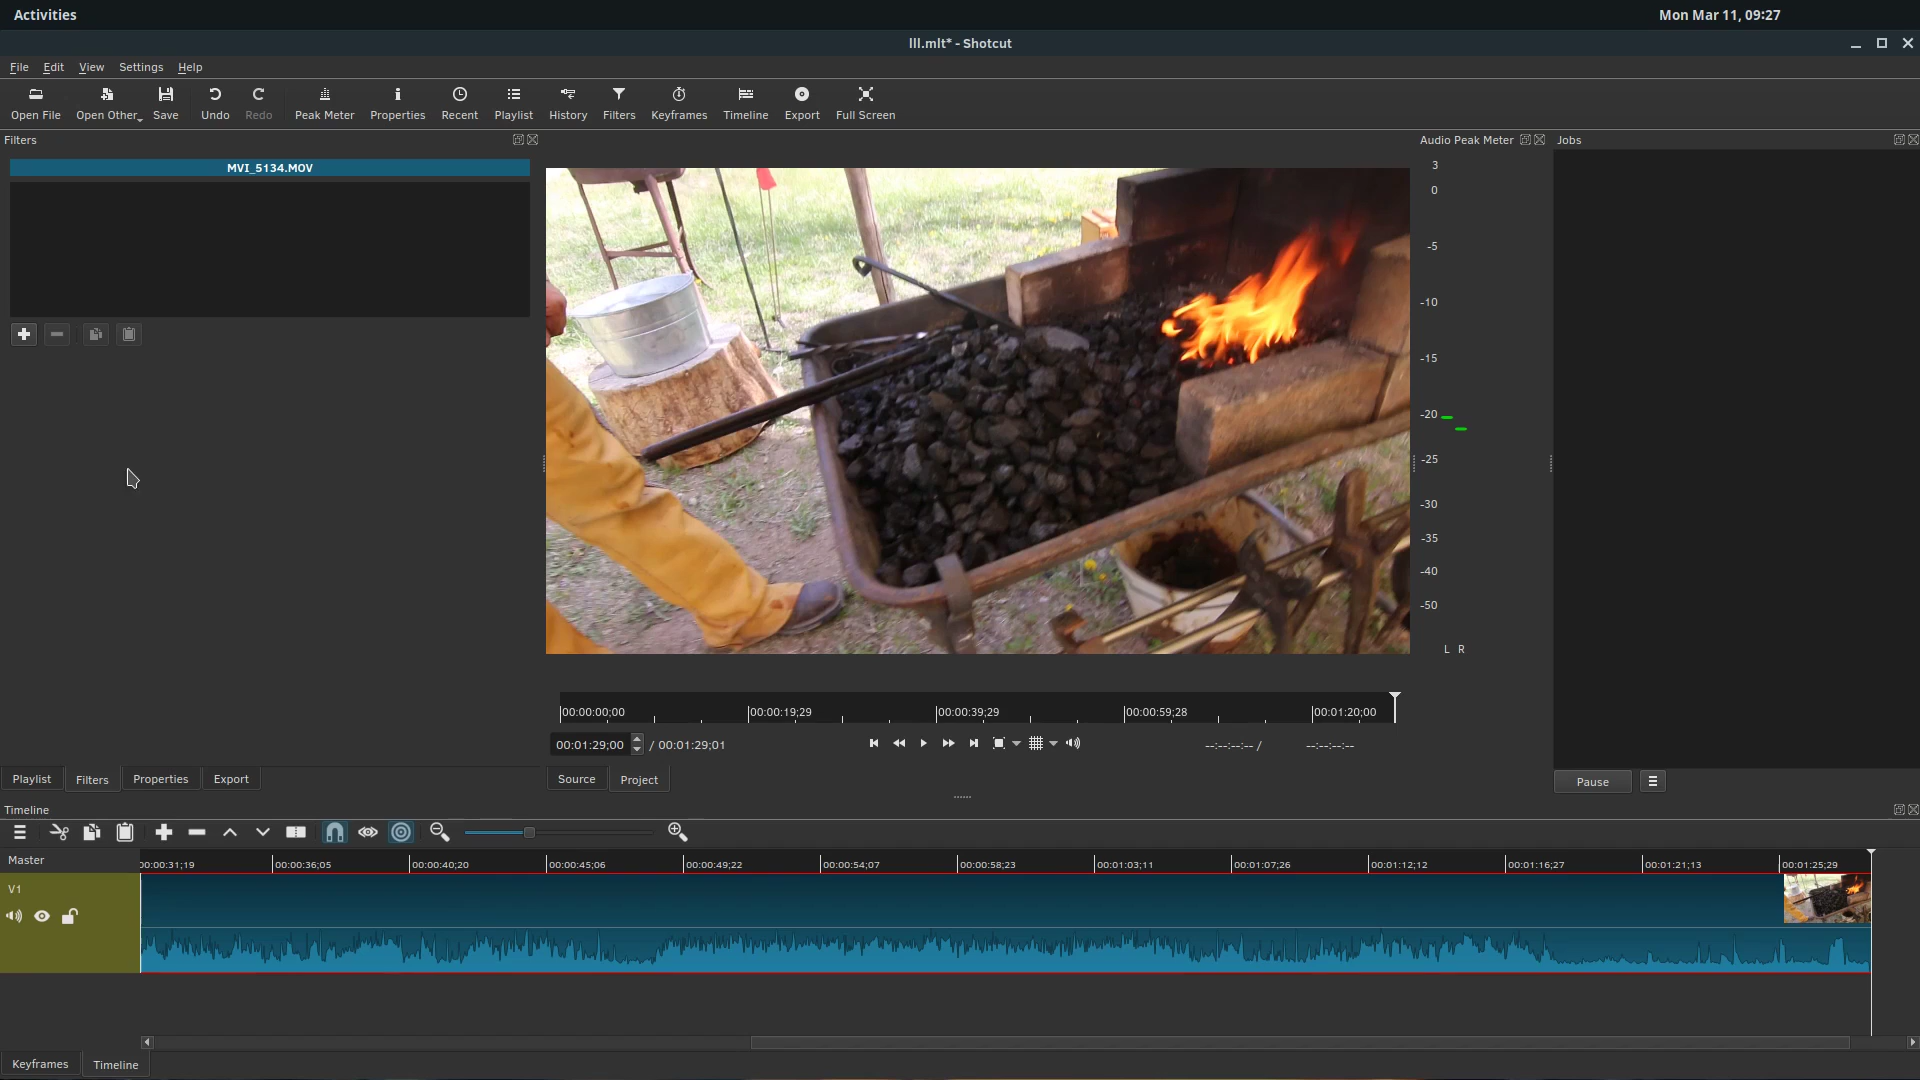 Activities
Mon Mar 11, 09:27
lll.mlt* - Shotcut
File Edit View Settings Help
Open File Open Other Save Undo Redo Peak Meter Properties Recent Playlist History Filters Keyframes Timeline Export Full Screen
Filters
Audio Peak Meter
Jobs
MVI_5134.MOV
3
0
-5
-10
-15
-20
-25
-30
-35
-40
-50
L R
00:00:00;00 00:00:19;29 00:00:39;29 00:00:59;28 00:01:20;00
00:01:29;00 / 00:01:29;01
--:--:--:-- / --:--:--:--
Playlist Filters Properties Export
Source Project
Pause
Timeline
Master
00:00:31;19 00:00:36;05 00:00:40;20 00:00:45;06 00:00:49;22 00:00:54;07 00:00:58;23 00:01:03;11 00:01:07;26 00:01:12;12 00:01:16;27 00:01:21;13 00:01:25;29
V1
Keyframes Timeline